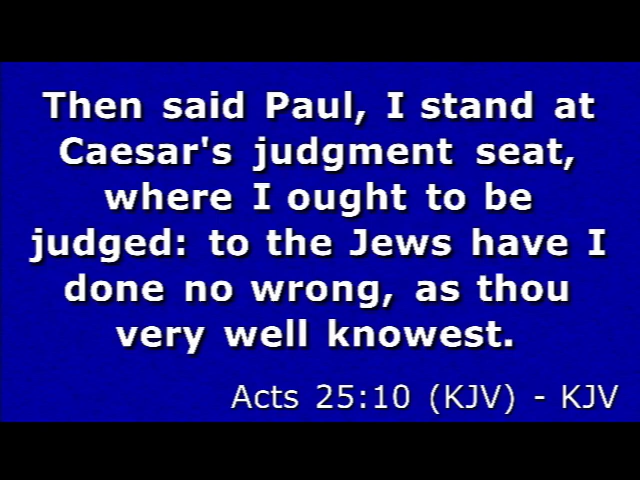 Then said Paul, I stand at
Caesar's judgment seat,
where I ought to be
judged: to the Jews have I
done no wrong, as thou
very well knowest.
Acts 25:10 (KJV) - KJV